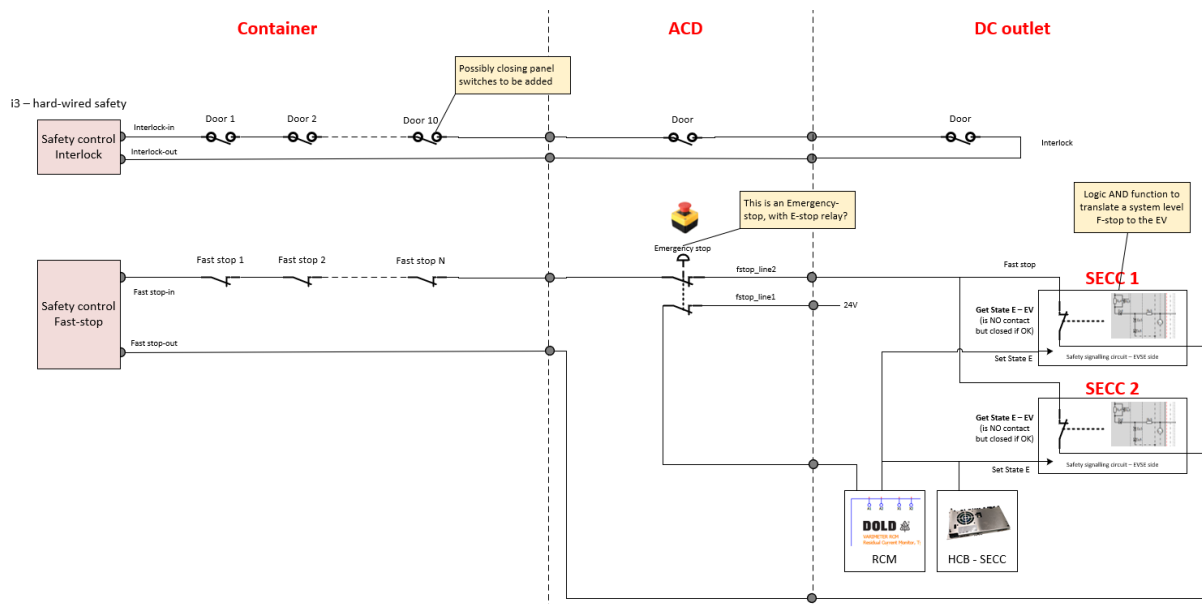 Container
ACD
DC outlet
Possibly closing panel
switches to be added
i3 – hard-wired safety
Safety control
Interlock
Interlock-in
Interlock-out
Door 1
Door 2
Door 10
Door
Door
Interlock
This is an Emergency-
stop, with E-stop relay?
Logic AND function to
translate a system level
F-stop to the EV
Emergency stop
Safety control
Fast-stop
Fast stop-in
Fast stop-out
Fast stop 1
Fast stop 2
Fast stop N
fstop_line2
fstop_line1
24V
Fast stop
SECC 1
Get State E – EV
(is NO contact
but closed if OK)
Set State E
Safety signalling circuit – EVSE side
SECC 2
Get State E – EV
(is NO contact
but closed if OK)
Set State E
Safety signalling circuit – EVSE side
DOLD
VARIMETER RCM
Residual Current Monitor, T
RCM
HCB - SECC